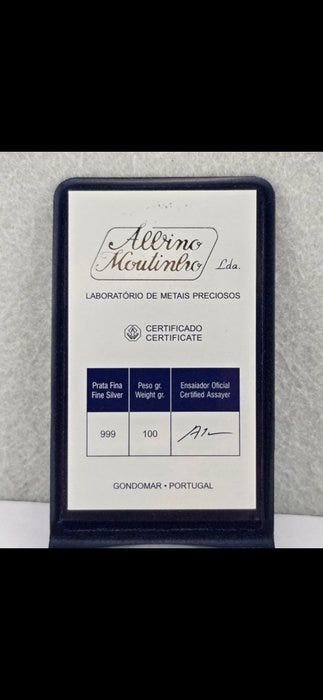 Albino
Moutinho Lda.
LABORATÓRIO DE METAIS PRECIOSOS
CERTIFICADO
CERTIFICATE
Prata Fina
Fine Silver
Peso gr.
Weight gr.
Ensaiador Oficial
Certified Assayer
999
100
GONDOMAR • PORTUGAL